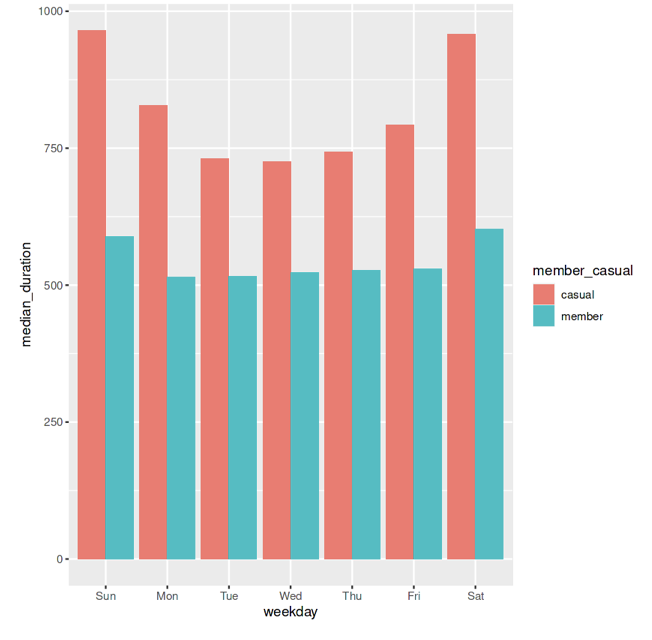 1000
750
500
250
0
median_duration
Sun Mon Tue Wed Thu Fri Sat
weekday
member_casual
casual
member